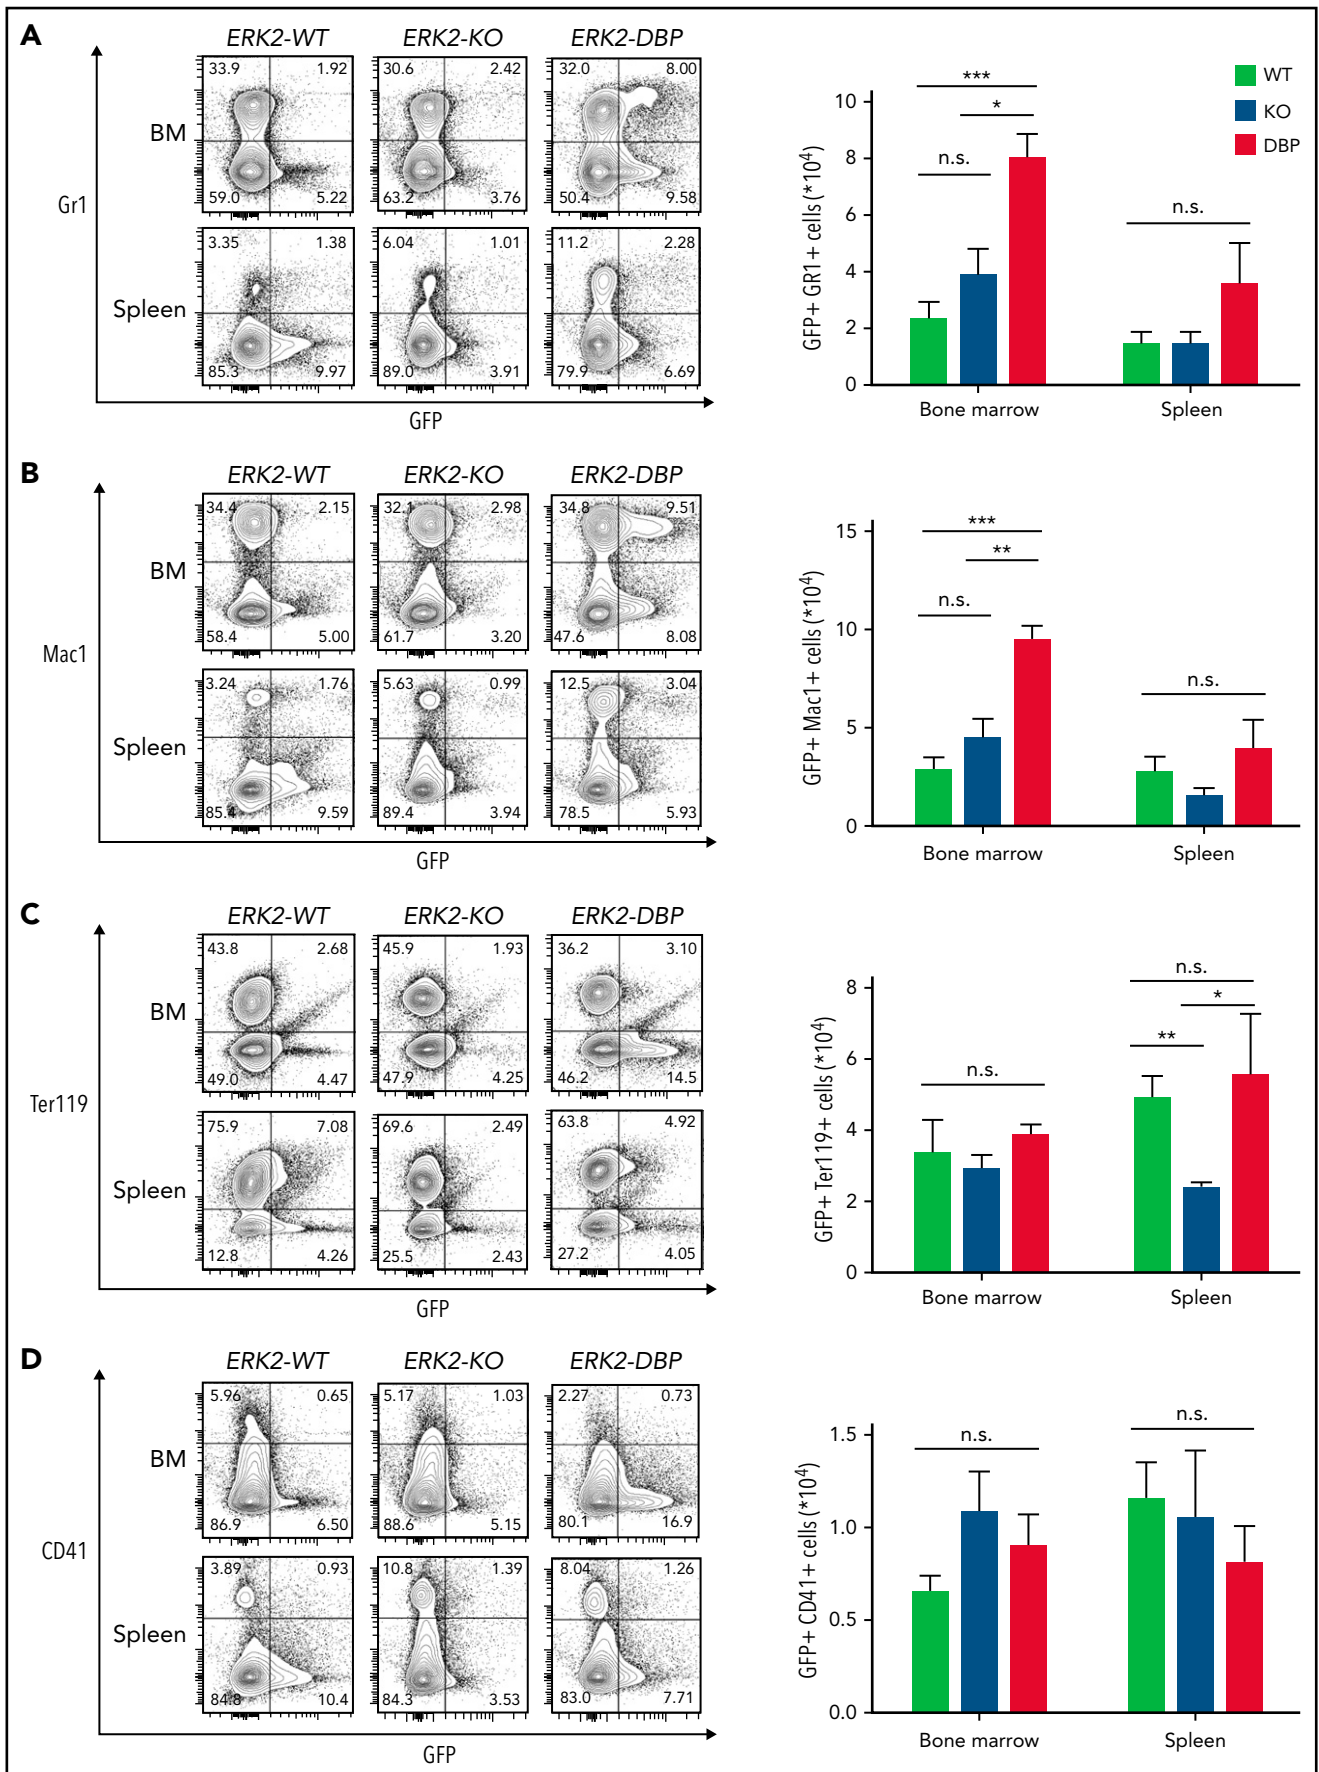 A
ERK2-WT ERK2-KO ERK2-DBP
33.9 1.92 30.6 2.42 32.0 8.00
BM
59.0 5.22 63.2 3.76 50.4 9.58
Gr1
3.35 1.38 6.04 1.01 11.2 2.28
Spleen
85.3 9.97 89.0 3.91 79.9 6.69
GFP
WT
KO
DBP
GFP+ GR1+ cells (*10⁴)
10
8
6
4
2
0
***
*
n.s.
n.s.
Bone marrow Spleen
B
ERK2-WT ERK2-KO ERK2-DBP
34.4 2.15 32.1 2.98 34.8 9.51
BM
58.4 5.00 61.7 3.20 47.6 8.08
Mac1
3.24 1.76 5.63 0.99 12.5 3.04
Spleen
85.4 9.59 89.4 3.94 78.5 5.93
GFP
GFP+ Mac1+ cells (*10⁴)
15
10
5
0
***
**
n.s.
n.s.
Bone marrow Spleen
C
ERK2-WT ERK2-KO ERK2-DBP
43.8 2.68 45.9 1.93 36.2 3.10
BM
49.0 4.47 47.9 4.25 46.2 14.5
Ter119
75.9 7.08 69.6 2.49 63.8 4.92
Spleen
12.8 4.26 25.5 2.43 27.2 4.05
GFP
GFP+ Ter119+ cells (*10⁴)
8
6
4
2
0
n.s.
n.s.
*
**
Bone marrow Spleen
D
ERK2-WT ERK2-KO ERK2-DBP
5.96 0.65 5.17 1.03 2.27 0.73
BM
86.9 6.50 88.6 5.15 80.1 16.9
CD41
3.89 0.93 10.8 1.39 8.04 1.26
Spleen
84.8 10.4 84.3 3.53 83.0 7.71
GFP
GFP+ CD41+ cells (*10⁴)
1.5
1.0
0.5
0.0
n.s.
n.s.
Bone marrow Spleen